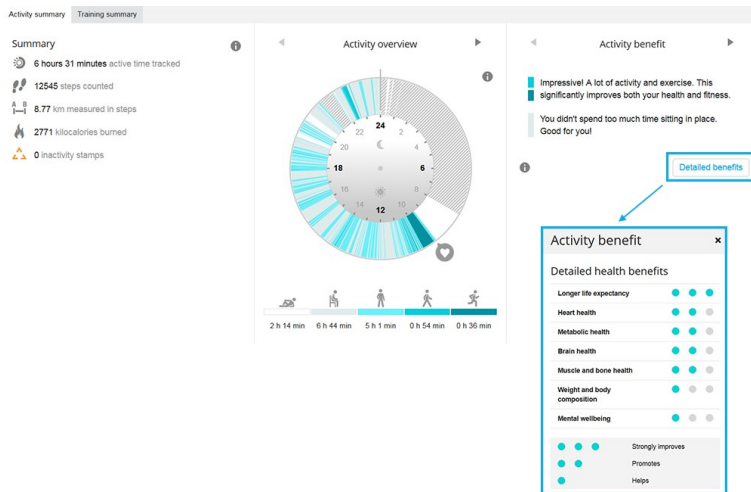 Activity summary
Training summary
Summary
6 hours 31 minutes active time tracked
12545 steps counted
A B
8.77 km measured in steps
2771 kilocalories burned
0 inactivity stamps
Activity overview
24
2
4
6
8
10
12
14
16
18
20
22
2 h 14 min
6 h 44 min
5 h 1 min
0 h 54 min
0 h 36 min
Activity benefit
Impressive! A lot of activity and exercise. This
significantly improves both your health and fitness.
You didn't spend too much time sitting in place.
Good for you!
Detailed benefits
Activity benefit
×
Detailed health benefits
Longer life expectancy
Heart health
Metabolic health
Brain health
Muscle and bone health
Weight and body
composition
Mental wellbeing
Strongly improves
Promotes
Helps